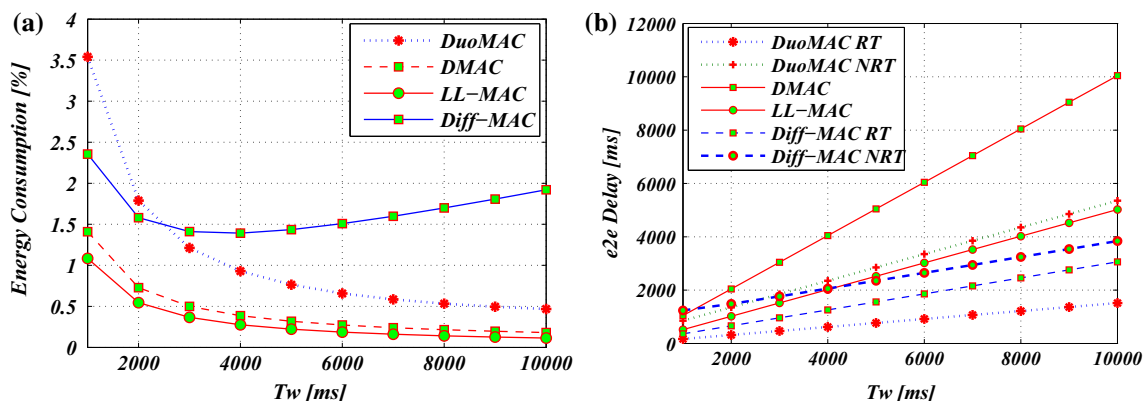 (a)
4
3.5
3
2.5
2
1.5
1
0.5
0
Energy Consumption [%]
DuoMAC
DMAC
LL−MAC
Diff−MAC
2000 4000 6000 8000 10000
Tw [ms]
(b)
12000
10000
8000
6000
4000
2000
0
e2e Delay [ms]
DuoMAC RT
DuoMAC NRT
DMAC
LL−MAC
Diff−MAC RT
Diff−MAC NRT
2000 4000 6000 8000 10000
Tw [ms]